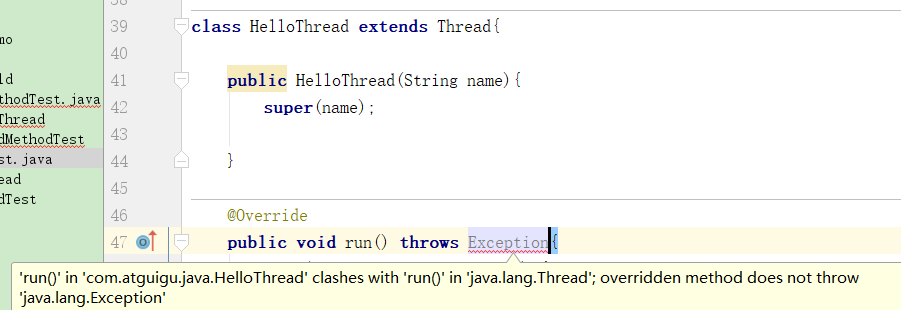 39 class HelloThread extends Thread{
mo
40
ld
41 public HelloThread(String name){
thodTest.java
42 super(name);
Thread
43
dMethodTest
44 }
st.java
45
ead
dTest
46 @Override
47 public void run() throws Exception{
'run()' in 'com.atguigu.java.HelloThread' clashes with 'run()' in 'java.lang.Thread'; overridden method does not throw
'java.lang.Exception'